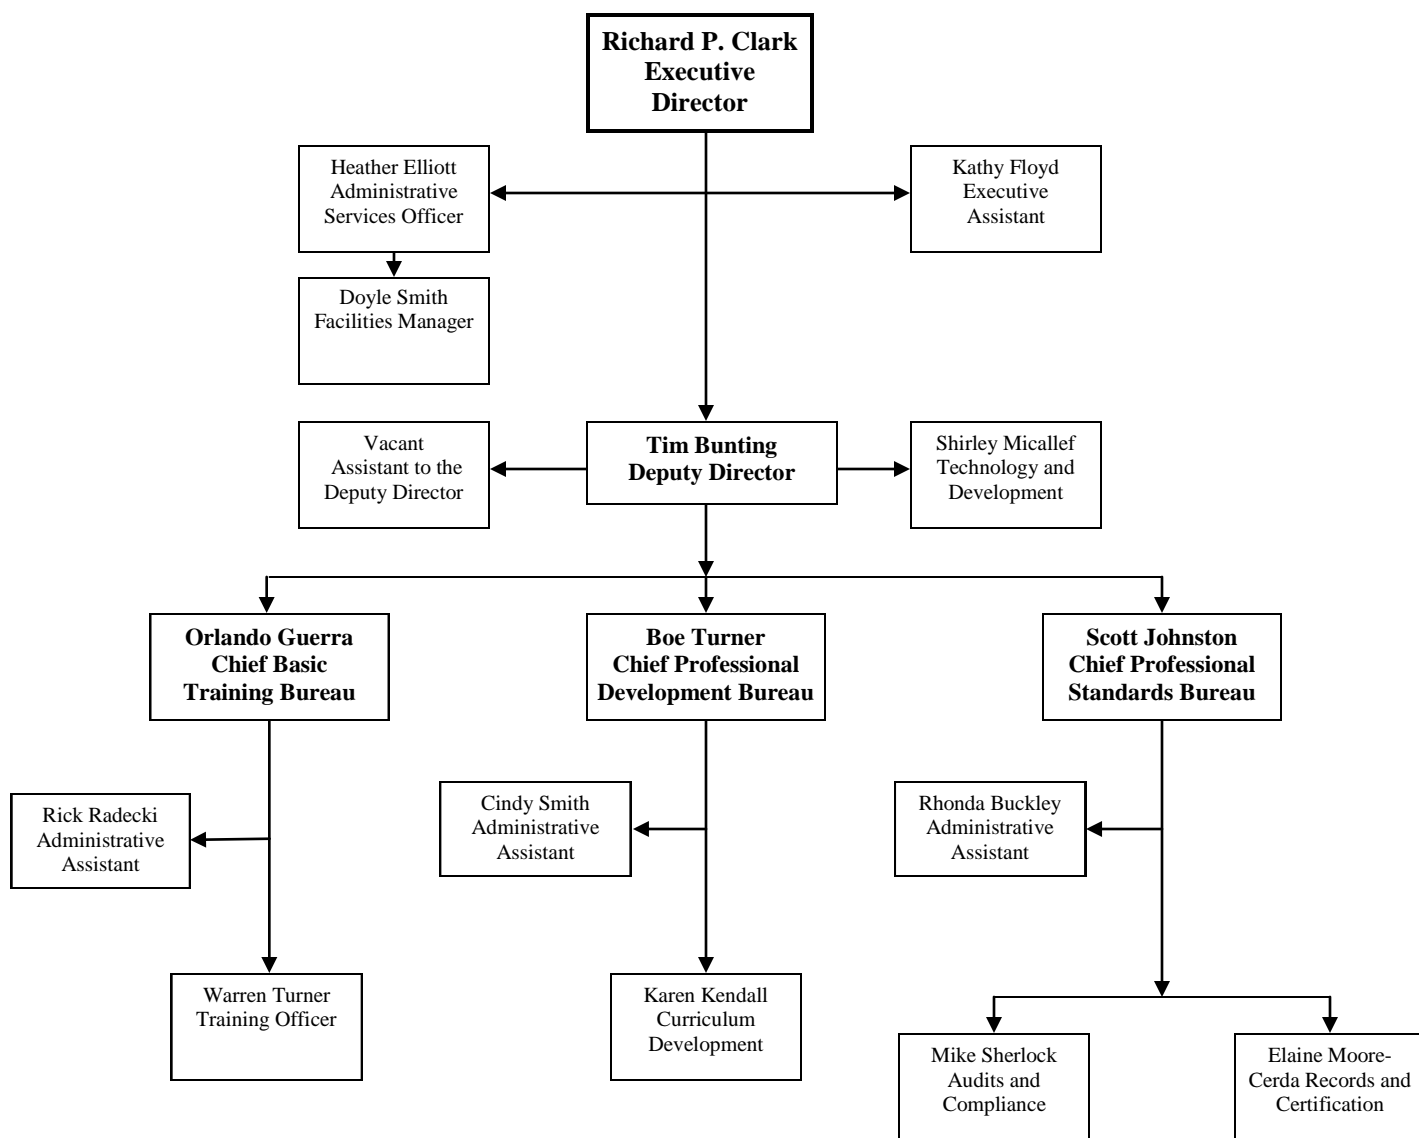 Richard P. Clark
Executive
Director
Heather Elliott
Administrative
Services Officer
Kathy Floyd
Executive
Assistant
Doyle Smith
Facilities Manager
Vacant
Assistant to the
Deputy Director
Tim Bunting
Deputy Director
Shirley Micallef
Technology and
Development
Orlando Guerra
Chief Basic
Training Bureau
Boe Turner
Chief Professional
Development Bureau
Scott Johnston
Chief Professional
Standards Bureau
Rick Radecki
Administrative
Assistant
Cindy Smith
Administrative
Assistant
Rhonda Buckley
Administrative
Assistant
Warren Turner
Training Officer
Karen Kendall
Curriculum
Development
Mike Sherlock
Audits and
Compliance
Elaine Moore-
Cerda Records and
Certification